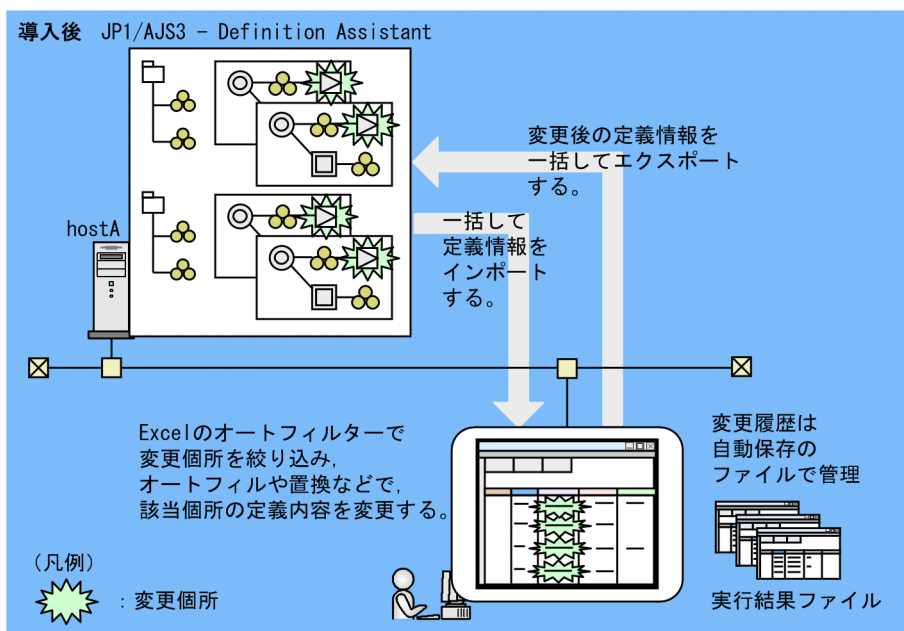 導入後 JP1/AJS3 - Definition Assistant
変更後の定義情報を
一括してエクスポート
する。
一括して
定義情報を
インポート
する。
hostA
Excelのオートフィルターで
変更個所を絞り込み,
オートフィルや置換などで,
該当個所の定義内容を変更する。
変更履歴は
自動保存の
ファイルで管理
(凡例)
:変更個所
実行結果ファイル